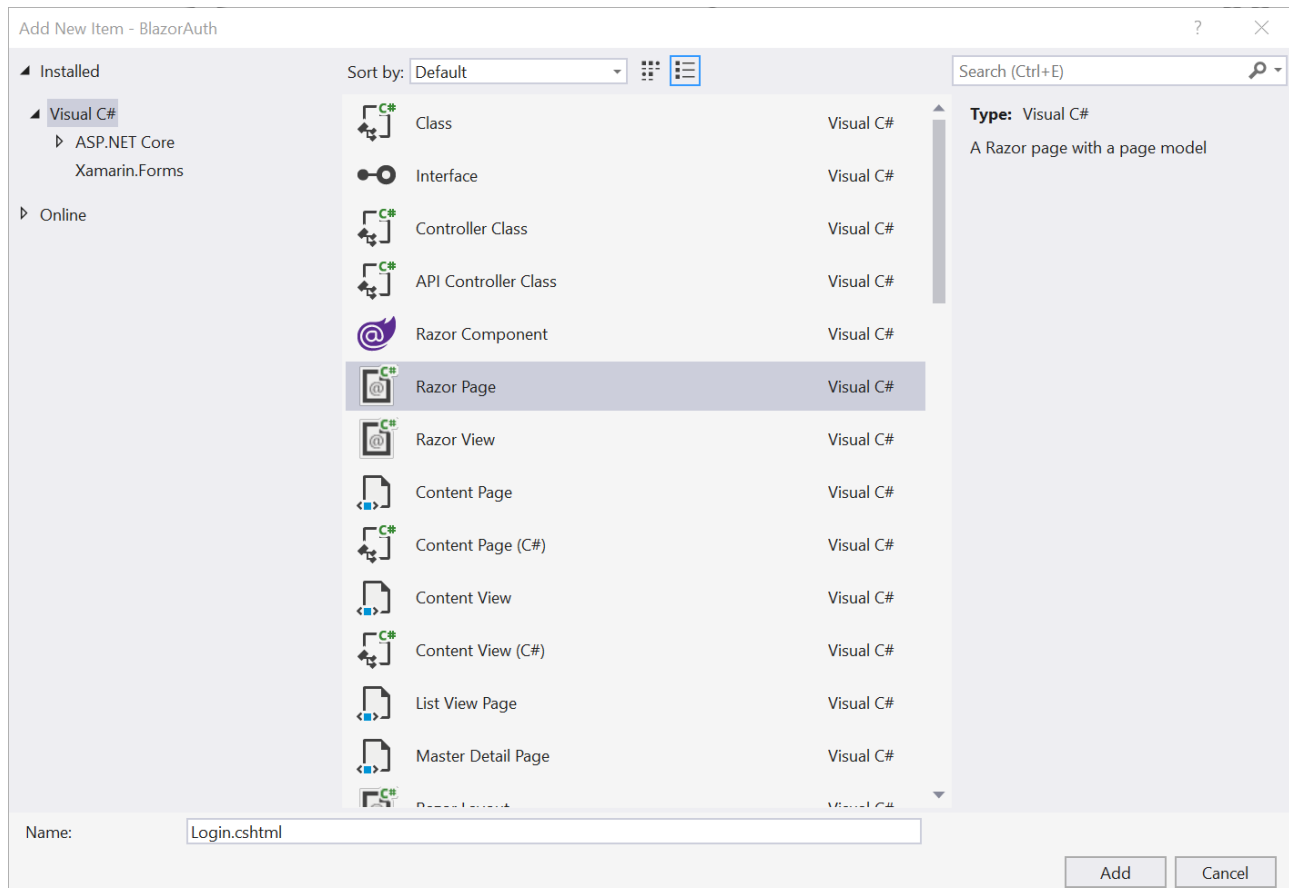 Add New Item - BlazorAuth
?
Installed
Visual C#
ASP.NET Core
Xamarin.Forms
Online
Sort by: Default
Search (Ctrl+E)
C# Class Visual C#
Interface Visual C#
C# Controller Class Visual C#
C# API Controller Class Visual C#
@ Razor Component Visual C#
C# @ Razor Page Visual C#
C# @ Razor View Visual C#
Content Page Visual C#
C# Content Page (C#) Visual C#
Content View Visual C#
C# Content View (C#) Visual C#
List View Page Visual C#
Master Detail Page Visual C#
C# Razor Layout Visual C#
Type: Visual C#
A Razor page with a page model
Name: Login.cshtml
Add Cancel